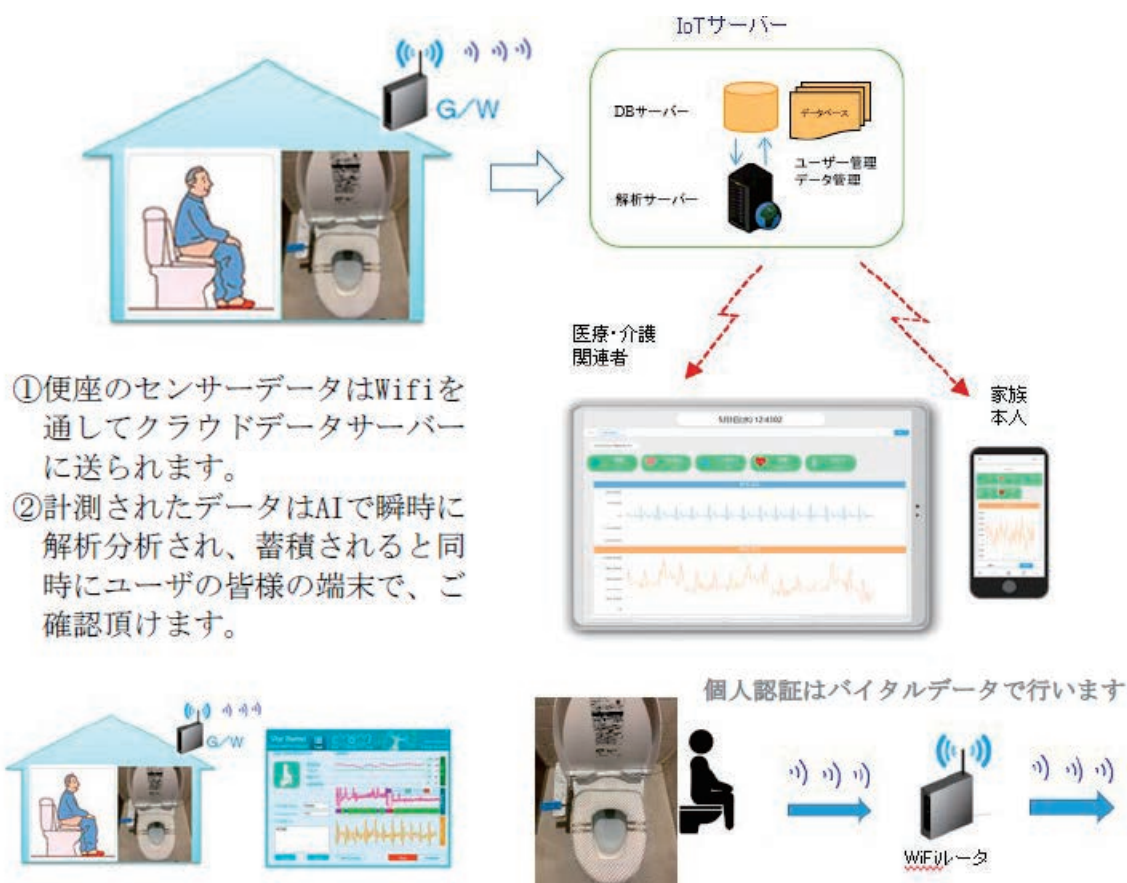 IoTサーバー
G/W
DBサーバー
データベース
ユーザー管理
データ管理
解析サーバー
医療・介護
関連者
家族
本人
①便座のセンサーデータはWifiを
通してクラウドデータサーバー
に送られます。
②計測されたデータはAIで瞬時に
解析分析され、蓄積されると同
時にユーザの皆様の端末で、ご
確認頂けます。
G/W
個人認証はバイタルデータで行います
WiFiルータ